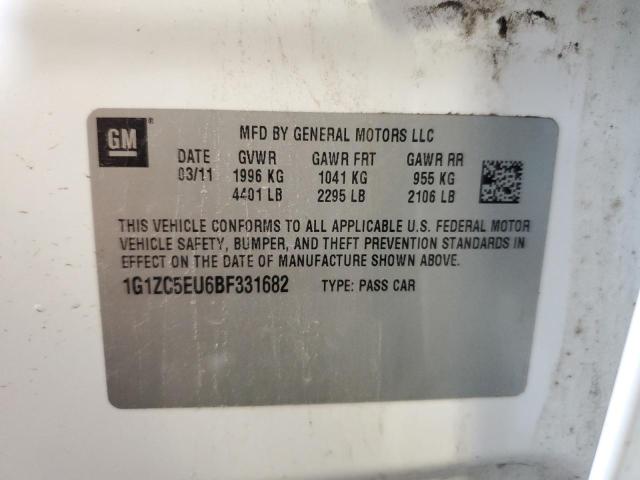 GM
MFD BY GENERAL MOTORS LLC
DATE GVWR GAWR FRT GAWR RR
03/11 1996 KG 1041 KG 955 KG
4401 LB 2295 LB 2106 LB
THIS VEHICLE CONFORMS TO ALL APPLICABLE U.S. FEDERAL MOTOR
VEHICLE SAFETY, BUMPER, AND THEFT PREVENTION STANDARDS IN
EFFECT ON THE DATE OF MANUFACTURE SHOWN ABOVE.
1G1ZC5EU6BF331682 TYPE: PASS CAR